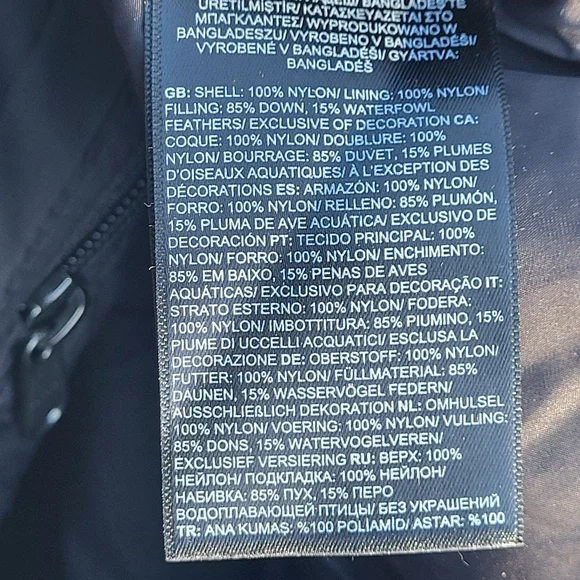 ÜRETİLMİŞTİR/ ΚΑΤΑΣΚΕΥΑΖΕΤΑΙ ΣΤΟ
ΜΠΑΓΚΛΑΝΤΕΖ/ WYPRODUKOWANO W
BANGLADESZU/ VYROBENO V BANGLADÉŠI/
VYROBENÉ V BANGLADÉŠI/ GYÁRTVA:
BANGLADÉS
GB: SHELL: 100% NYLON/ LINING: 100% NYLON/
FILLING: 85% DOWN, 15% WATERFOWL
FEATHERS/ EXCLUSIVE OF DECORATION CA:
COQUE: 100% NYLON/ DOUBLURE: 100%
NYLON/ BOURRAGE: 85% DUVET, 15% PLUMES
D'OISEAUX AQUATIQUES/ À L'EXCEPTION DES
DÉCORATIONS ES: ARMAZÓN: 100% NYLON/
FORRO: 100% NYLON/ RELLENO: 85% PLUMÓN,
15% PLUMA DE AVE ACUÁTICA/ EXCLUSIVO DE
DECORACIÓN PT: TECIDO PRINCIPAL: 100%
NYLON/ FORRO: 100% NYLON/ ENCHIMENTO:
85% EM BAIXO, 15% PENAS DE AVES
AQUÁTICAS/ EXCLUSIVO PARA DECORAÇÃO IT:
STRATO ESTERNO: 100% NYLON/ FODERA:
100% NYLON/ IMBOTTITURA: 85% PIUMINO, 15%
PIUME DI UCCELLI ACQUATICI/ ESCLUSA LA
DECORAZIONE DE: OBERSTOFF: 100% NYLON/
FUTTER: 100% NYLON/ FÜLLMATERIAL: 85%
DAUNEN, 15% WASSERVÖGEL FEDERN/
AUSSCHLIEßLICH DEKORATION NL: OMHULSEL
100% NYLON/ VOERING: 100% NYLON/ VULLING:
85% DONS, 15% WATERVOGELVEREN/
EXCLUSIEF VERSIERING RU: ВЕРХ: 100%
НЕЙЛОН/ ПОДКЛАДКА: 100% НЕЙЛОН/
НАБИВКА: 85% ПУХ, 15% ПЕРО
ВОДОПЛАВАЮЩЕЙ ПТИЦЫ/ БЕЗ УКРАШЕНИЙ
TR: ANA KUMAS: %100 POLİAMİD/ ASTAR: %100